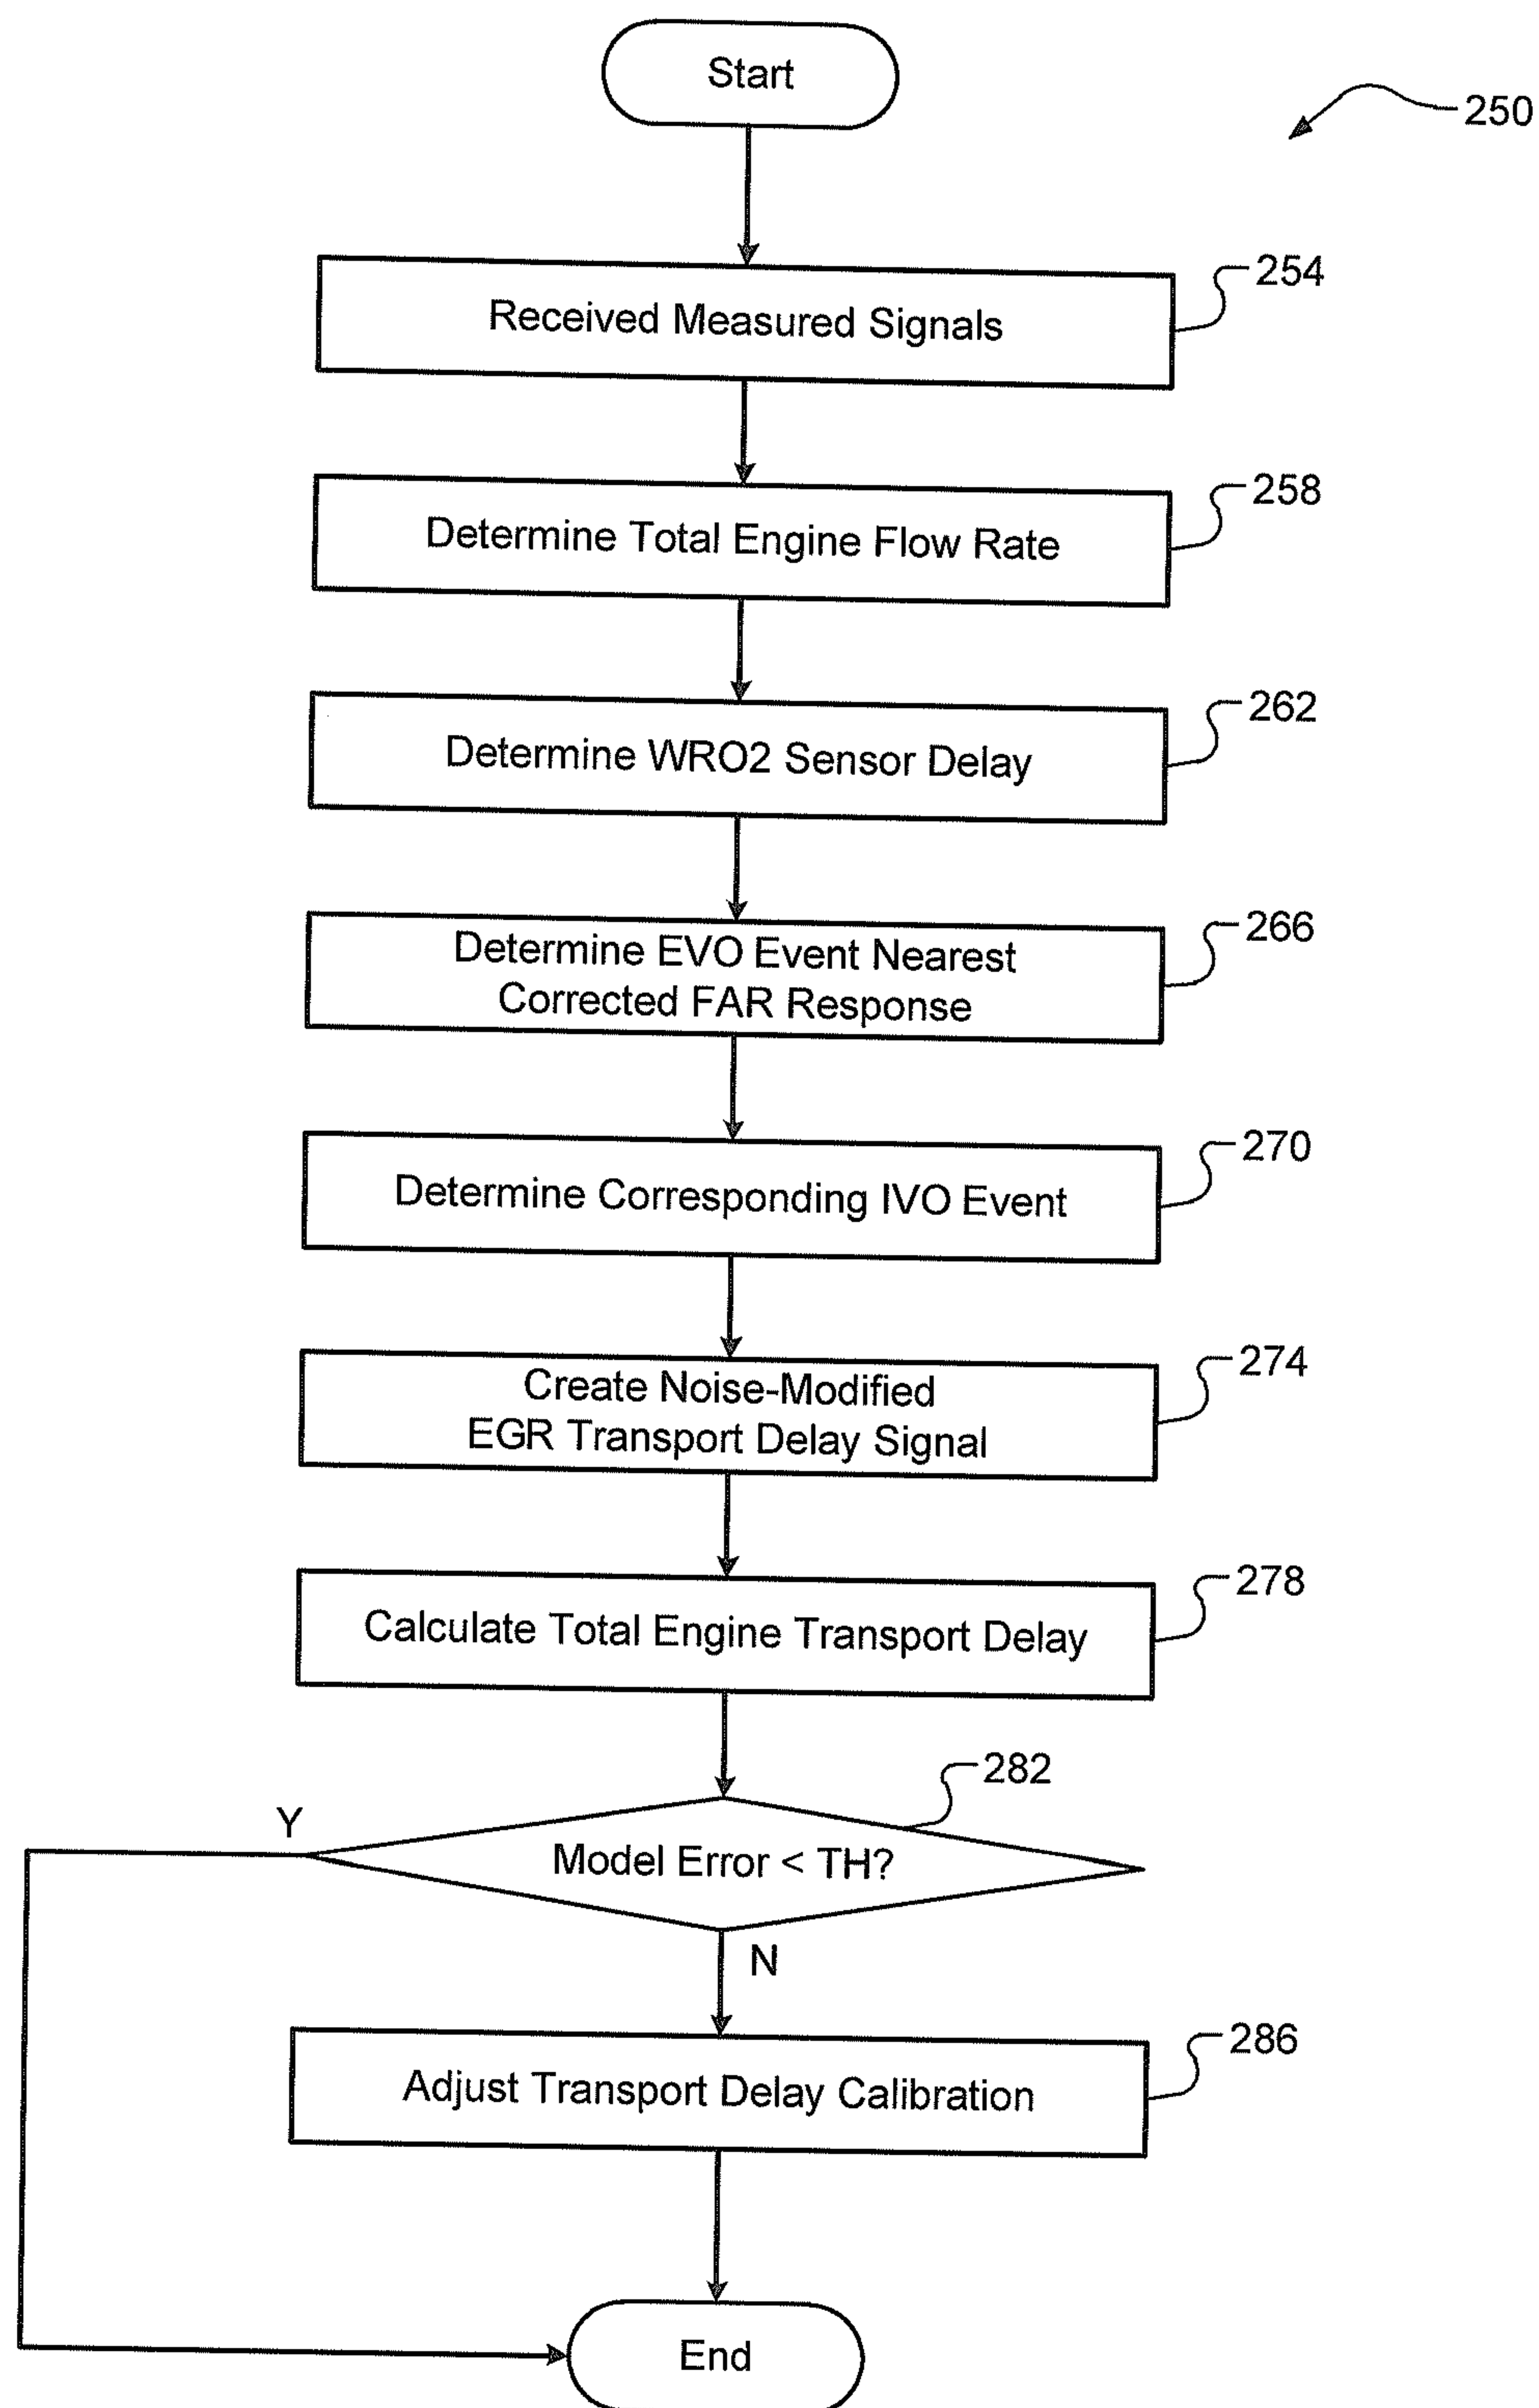 Start
250
Received Measured Signals
254
Determine Total Engine Flow Rate
258
Determine WRO2 Sensor Delay
262
Determine EVO Event Nearest
Corrected FAR Response
266
Determine Corresponding IVO Event
270
Create Noise-Modified
EGR Transport Delay Signal
274
Calculate Total Engine Transport Delay
278
282
Y
Model Error < TH?
N
Adjust Transport Delay Calibration
286
End